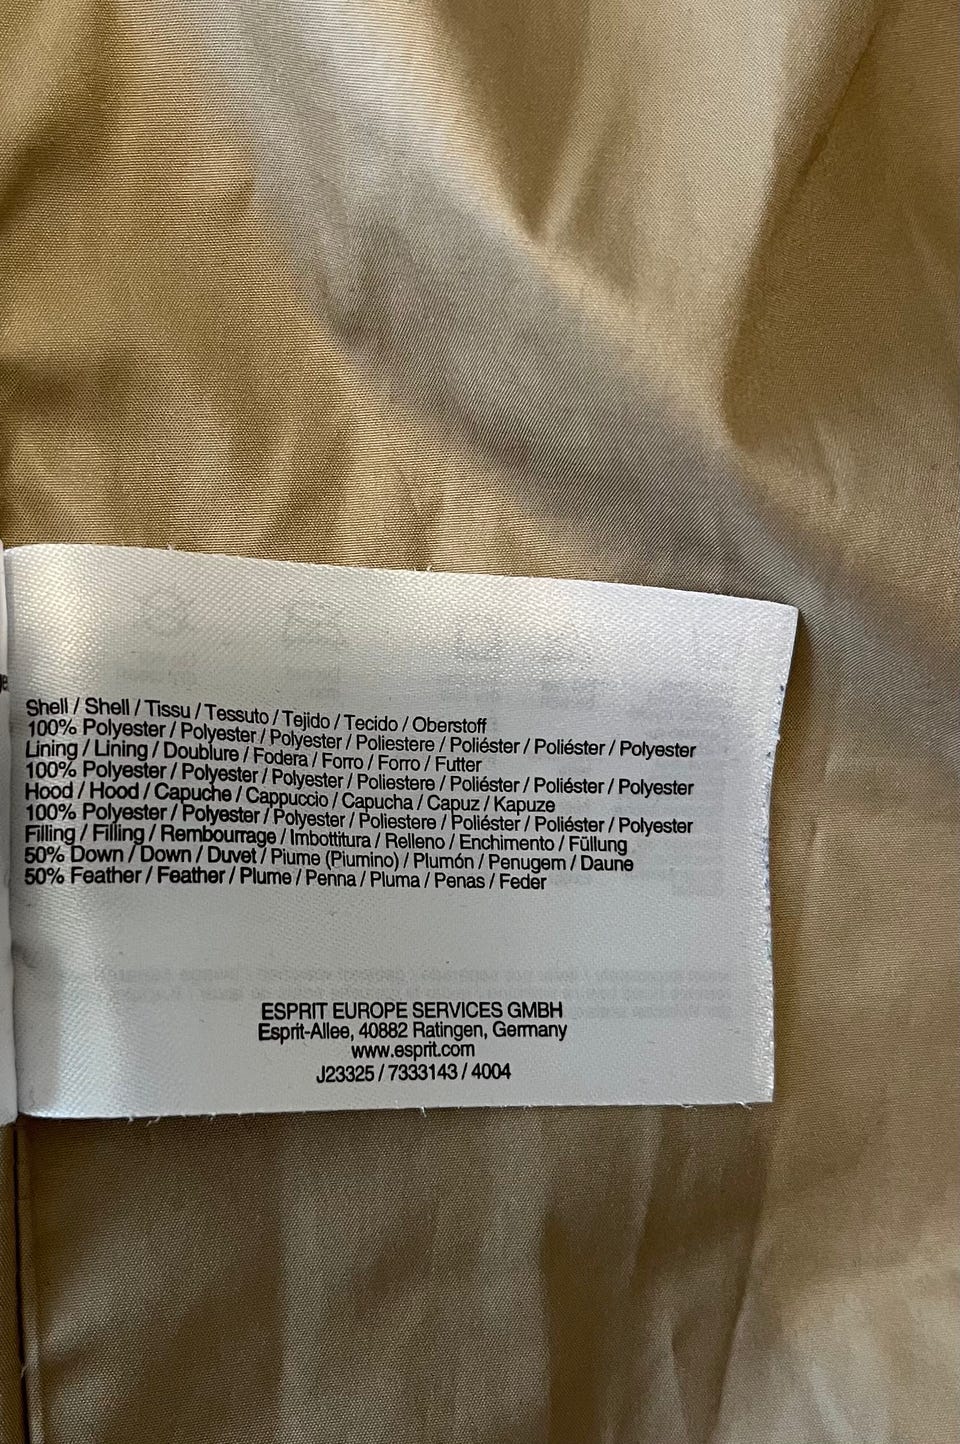 Shell / Shell / Tissu / Tessuto / Tejido / Tecido / Oberstoff
100% Polyester / Polyester / Polyester / Poliestere / Poliéster / Poliéster / Polyester
Lining / Lining / Doublure / Fodera / Forro / Forro / Futter
100% Polyester / Polyester / Polyester / Poliestere / Poliéster / Poliéster / Polyester
Hood / Hood / Capuche / Cappuccio / Capucha / Capuz / Kapuze
100% Polyester / Polyester / Polyester / Poliestere / Poliéster / Poliéster / Polyester
Filling / Filling / Rembourrage / Imbottitura / Relleno / Enchimento / Füllung
50% Down / Down / Duvet / Piume (Piumino) / Plumón / Penugem / Daune
50% Feather / Feather / Plume / Penna / Pluma / Penas / Feder
ESPRIT EUROPE SERVICES GMBH
Esprit-Allee, 40882 Ratingen, Germany
www.esprit.com
J23325 / 7333143 / 4004